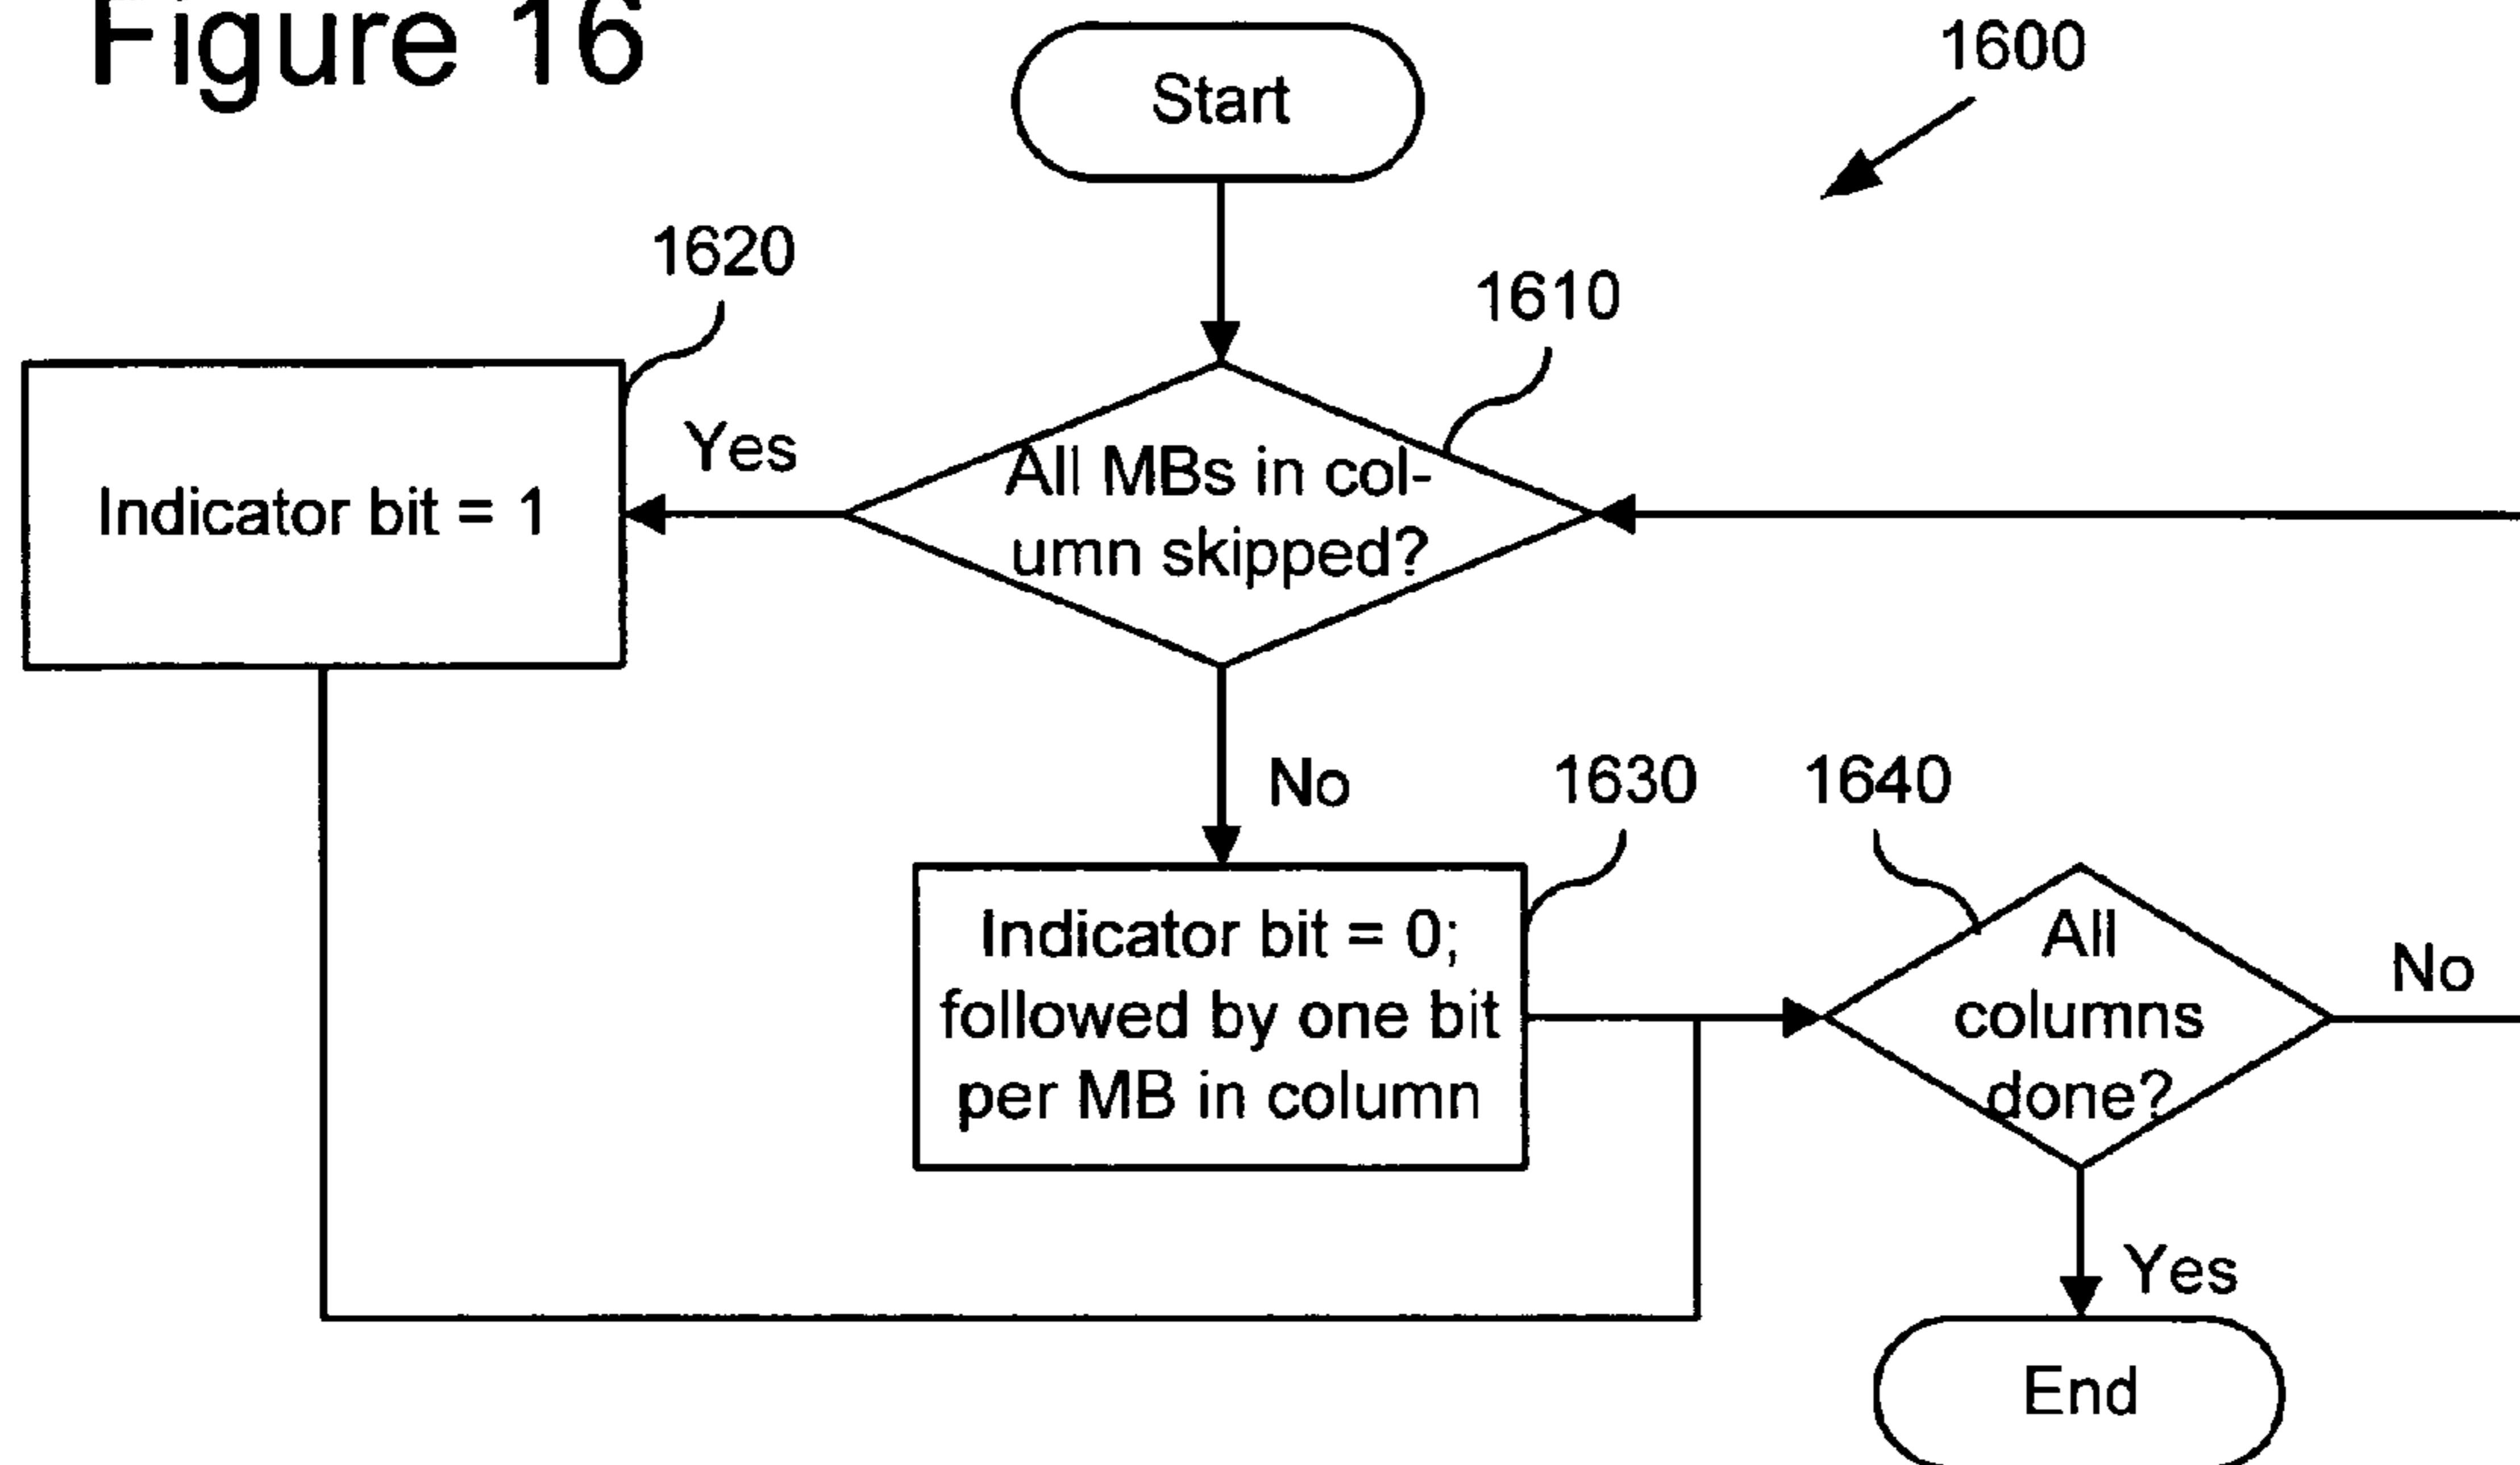 Figure 16
Start
1600
1620
1610
Yes
All MBs in col-
umn skipped?
Indicator bit = 1
No
1630
1640
Indicator bit = 0;
followed by one bit
per MB in column
All
columns
done?
No
Yes
End